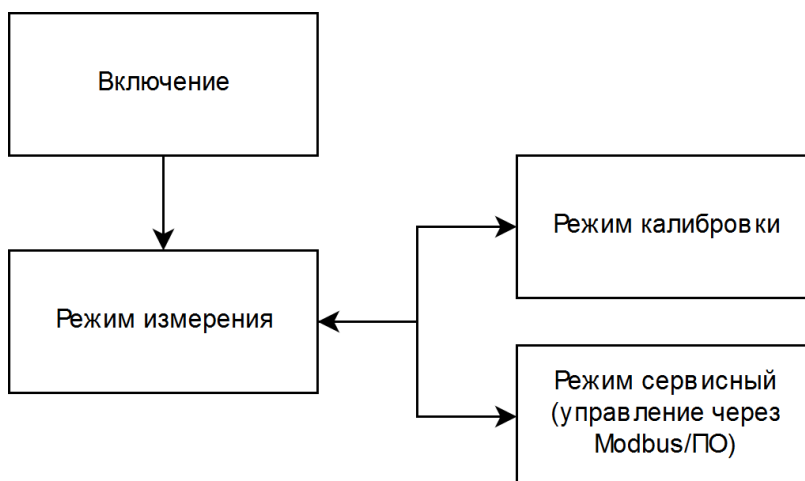 Включение
Режим калибровки
Режим измерения
Режим сервисный
(управление через
Modbus/ПО)